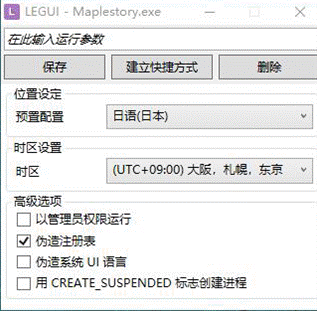 LEGUI - Maplestory.exe
在此输入运行参数
保存 建立快捷方式 删除
位置设定
预置配置 日语(日本)
时区设置
时区 (UTC+09:00) 大阪，札幌，东京
高级选项
以管理员权限运行
伪造注册表
伪造系统 UI 语言
用 CREATE_SUSPENDED 标志创建进程